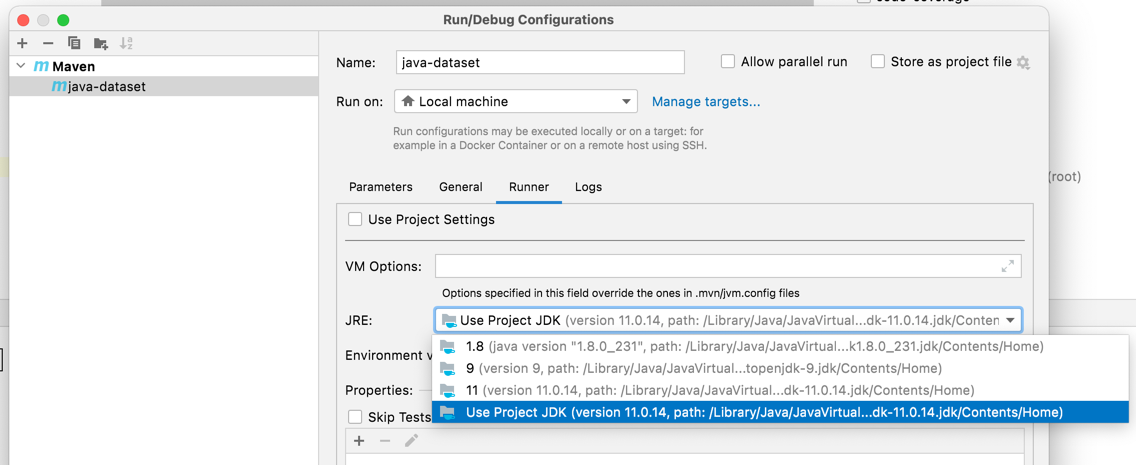 code-coverage
Run/Debug Configurations
Maven
java-dataset
Name:
java-dataset
Allow parallel run
Store as project file
Run on:
Local machine
Manage targets...
Run configurations may be executed locally or on a target: for
example in a Docker Container or on a remote host using SSH.
(root)
Parameters
General
Runner
Logs
Use Project Settings
VM Options:
Options specified in this field override the ones in .mvn/jvm.config files
JRE:
Use Project JDK (version 11.0.14, path: /Library/Java/JavaVirtual...dk-11.0.14.jdk/Conten
1.8 (java version "1.8.0_231", path: /Library/Java/JavaVirtual...k1.8.0_231.jdk/Contents/Home)
Environment v
9 (version 9, path: /Library/Java/JavaVirtual...topenjdk-9.jdk/Contents/Home)
Properties:
11 (version 11.0.14, path: /Library/Java/JavaVirtual...dk-11.0.14.jdk/Contents/Home)
Skip Tests
Use Project JDK (version 11.0.14, path: /Library/Java/JavaVirtual...dk-11.0.14.jdk/Contents/Home)